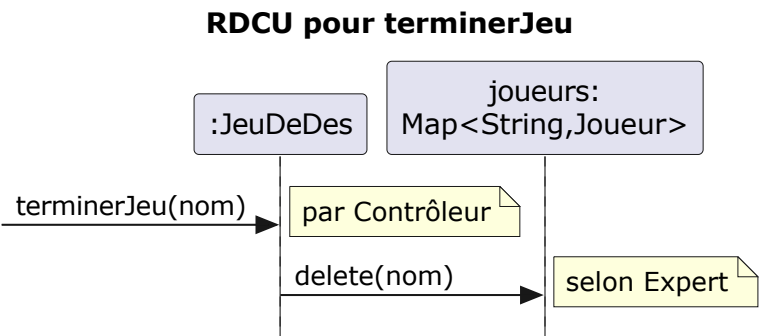 RDCU pour terminerJeu
:JeuDeDes
joueurs:
Map<String,Joueur>
terminerJeu(nom)
par Contrôleur
delete(nom)
selon Expert